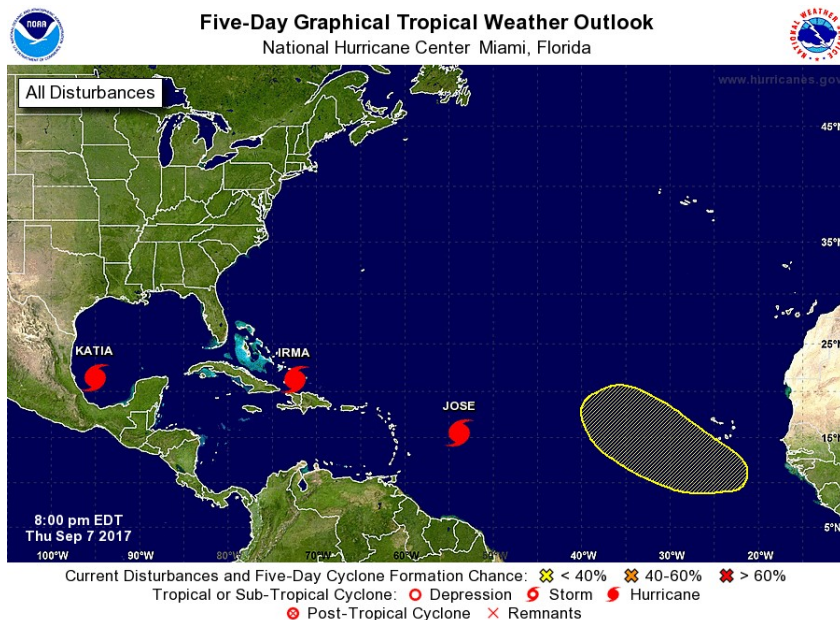 Five-Day Graphical Tropical Weather Outlook
National Hurricane Center Miami, Florida
NOAA
All Disturbances
www.hurricanes.gov
45°N
35°N
25°N
15°N
5°N
KATIA
IRMA
JOSE
8:00 pm EDT
Thu Sep 7 2017
100°W 90°W 80°W 70°W 60°W 50°W 40°W 30°W 20°W
Current Disturbances and Five-Day Cyclone Formation Chance: < 40% 40-60% > 60%
Tropical or Sub-Tropical Cyclone: Depression Storm Hurricane
Post-Tropical Cyclone Remnants